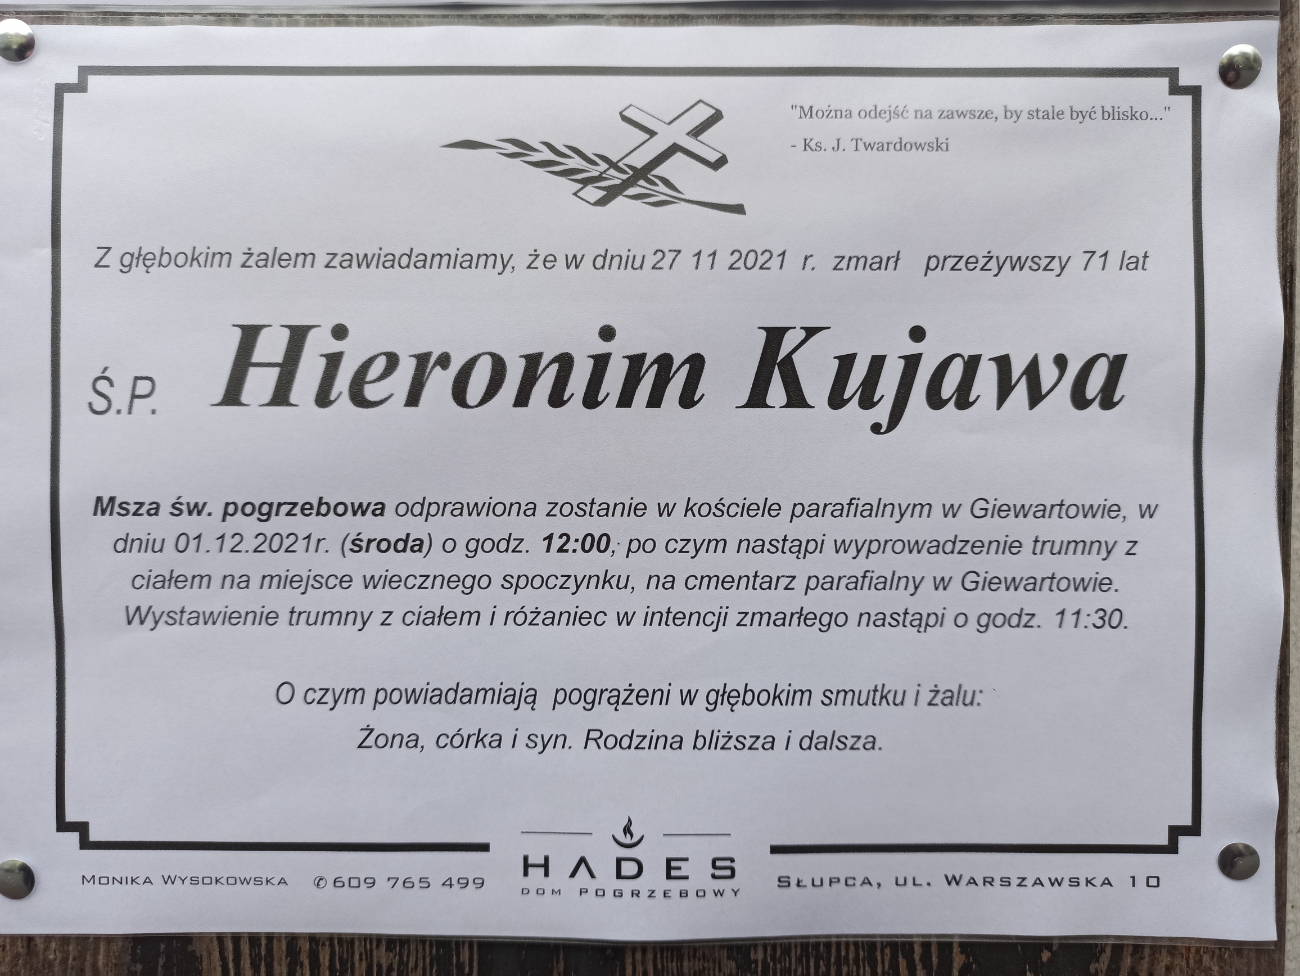 "Można odejść na zawsze, by stale być blisko..."
- Ks. J. Twardowski
Z głębokim żalem zawiadamiamy, że w dniu 27 11 2021 r. zmarł przeżywszy 71 lat
Ś.P. Hieronim Kujawa
Msza św. pogrzebowa odprawiona zostanie w kościele parafialnym w Giewartowie, w
dniu 01.12.2021r. (środa) o godz. 12:00, po czym nastąpi wyprowadzenie trumny z
ciałem na miejsce wiecznego spoczynku, na cmentarz parafialny w Giewartowie.
Wystawienie trumny z ciałem i różaniec w intencji zmarłego nastąpi o godz. 11:30.
O czym powiadamiają pogrążeni w głębokim smutku i żalu:
Żona, córka i syn. Rodzina bliższa i dalsza.
HADES
DOM POGRZEBOWY
MONIKA WYSOKOWSKA ✆609 765 499
SŁUPCA, UL. WARSZAWSKA 10